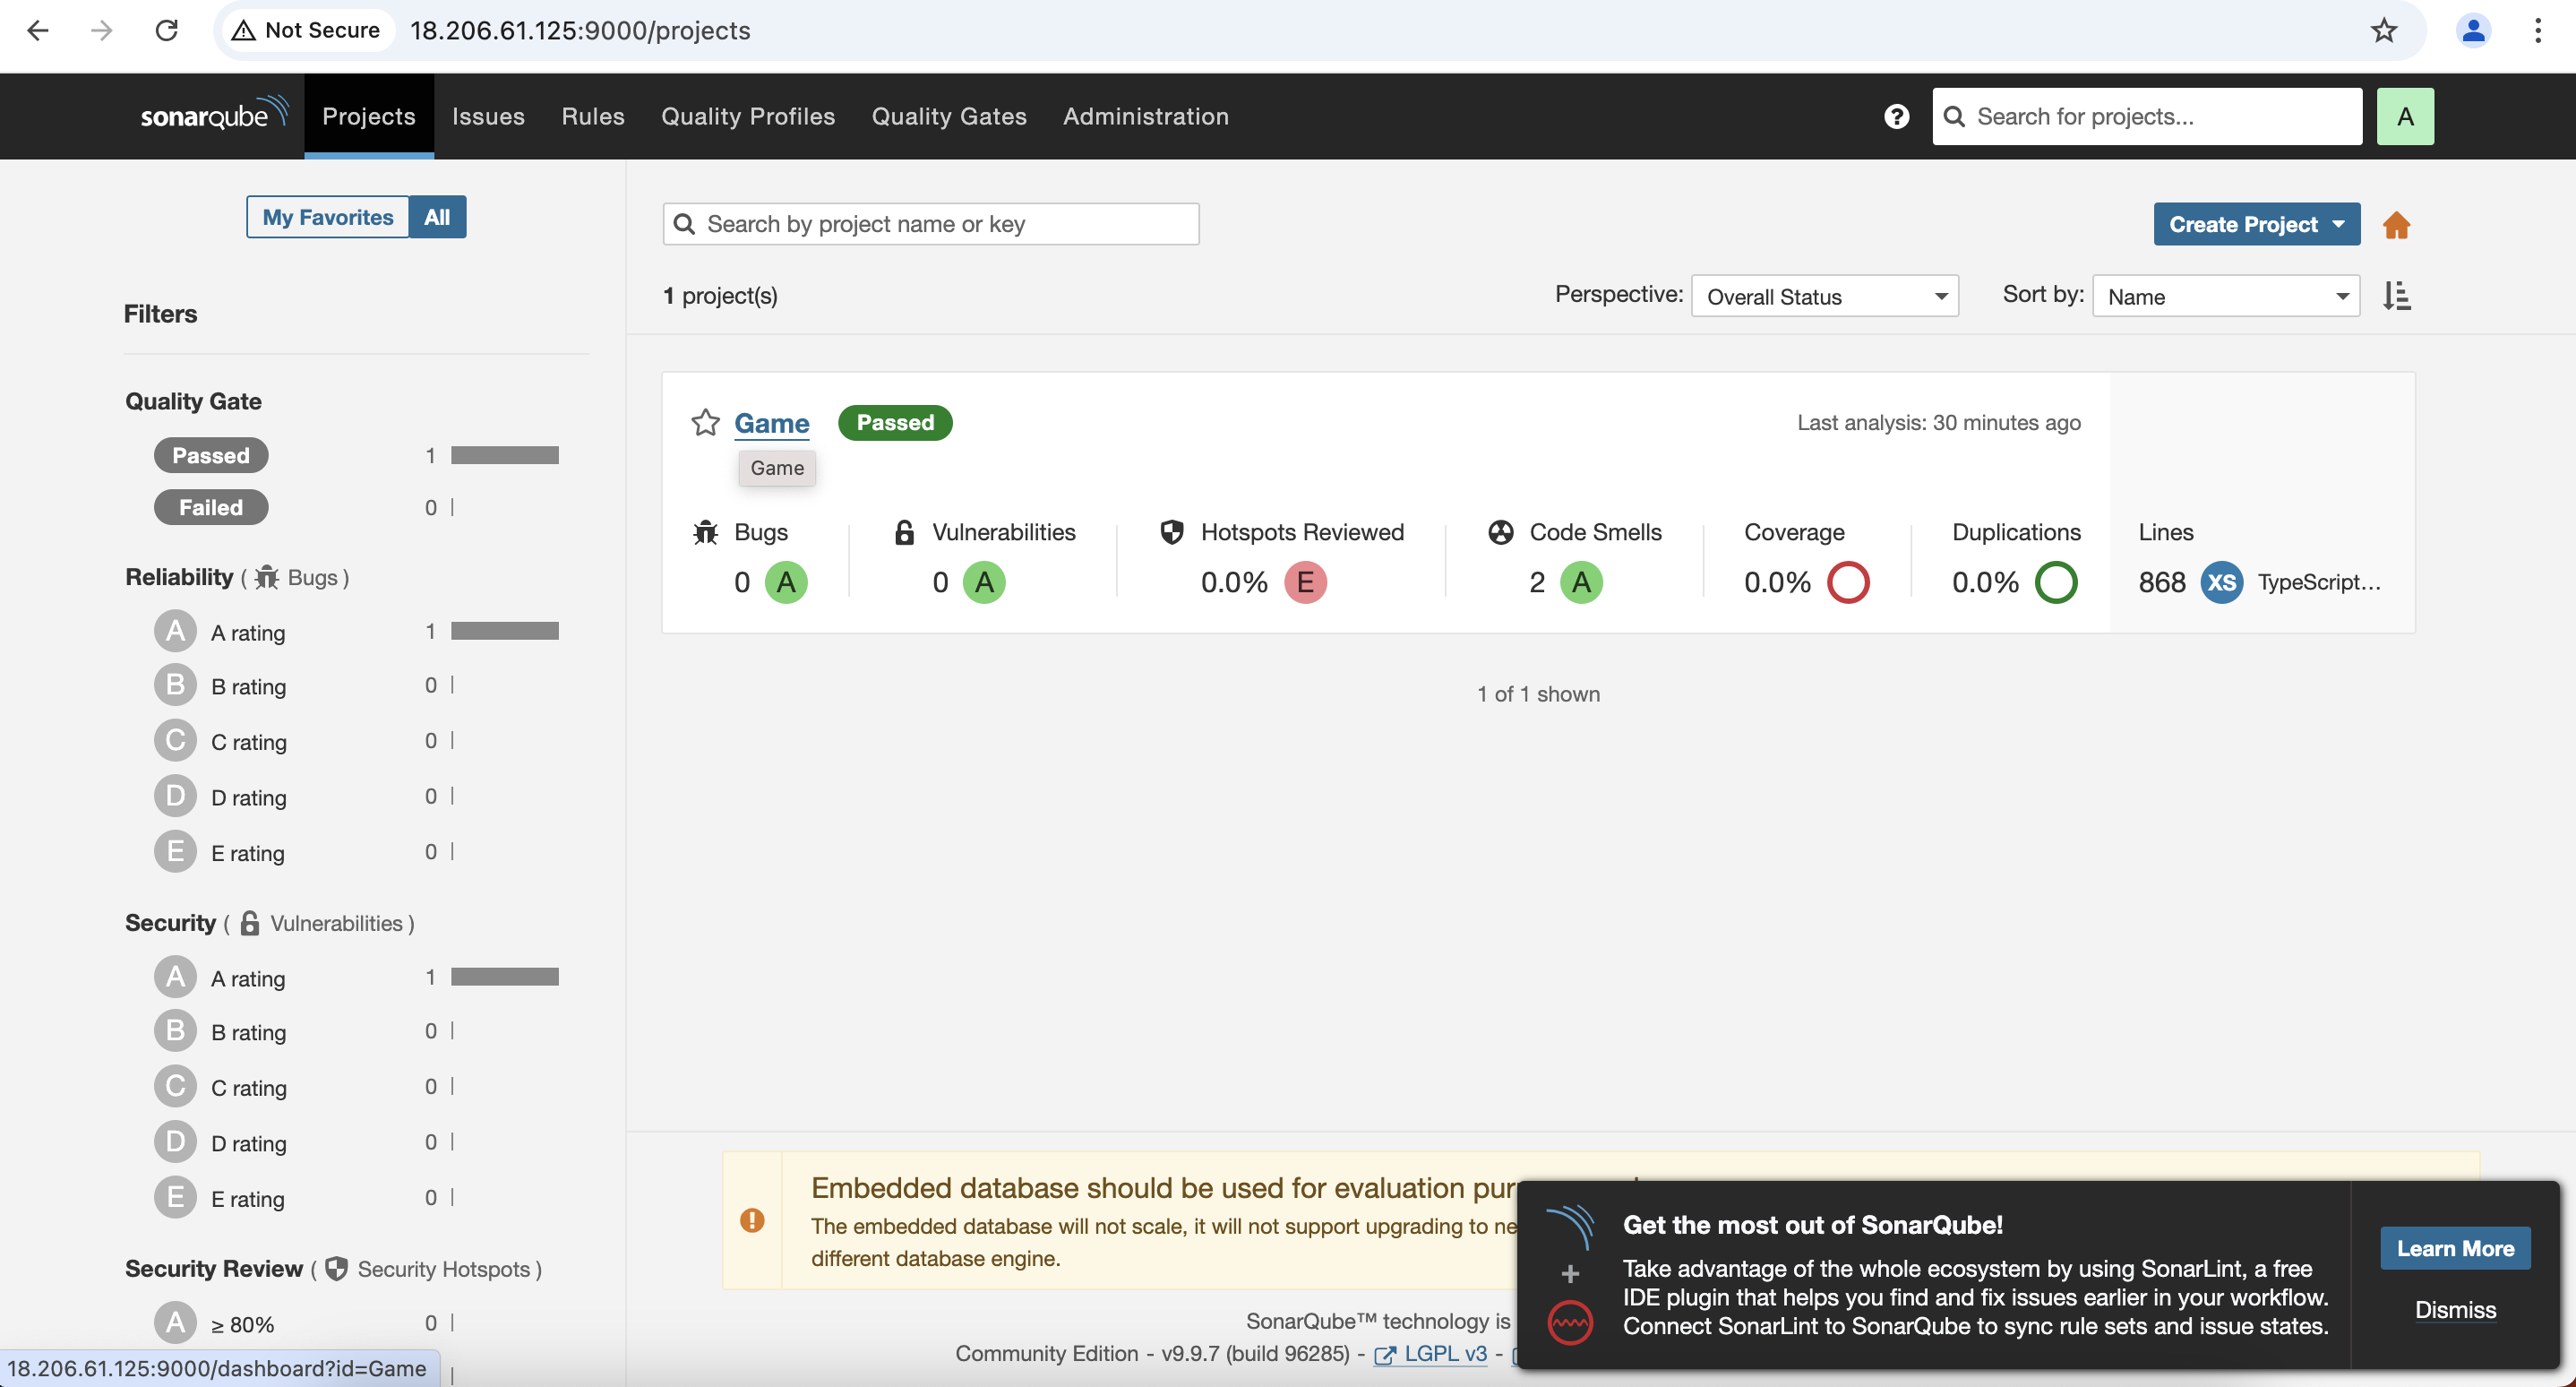 Not Secure 18.206.61.125:9000/projects
sonarqube Projects Issues Rules Quality Profiles Quality Gates Administration Search for projects... A
My Favorites All
Filters
Quality Gate
Passed 1
Failed 0
Reliability ( Bugs )
A A rating 1
B B rating 0
C C rating 0
D D rating 0
E E rating 0
Security ( Vulnerabilities )
A A rating 1
B B rating 0
C C rating 0
D D rating 0
E E rating 0
Security Review ( Security Hotspots )
A ≥ 80% 0
18.206.61.125:9000/dashboard?id=Game
Search by project name or key
Create Project
1 project(s)
Perspective: Overall Status Sort by: Name
Game Passed Last analysis: 30 minutes ago
Game
Bugs Vulnerabilities Hotspots Reviewed Code Smells Coverage Duplications Lines
0 A 0 A 0.0% E 2 A 0.0% 0.0% 868 XS TypeScript...
1 of 1 shown
Embedded database should be used for evaluation
The embedded database will not scale, it will not support upgrading to
different database engine.
SonarQube™ technology is
Community Edition - v9.9.7 (build 96285) - LGPL v3 -
Get the most out of SonarQube!
Take advantage of the whole ecosystem by using SonarLint, a free
IDE plugin that helps you find and fix issues earlier in your workflow.
Connect SonarLint to SonarQube to sync rule sets and issue states.
Learn More
Dismiss